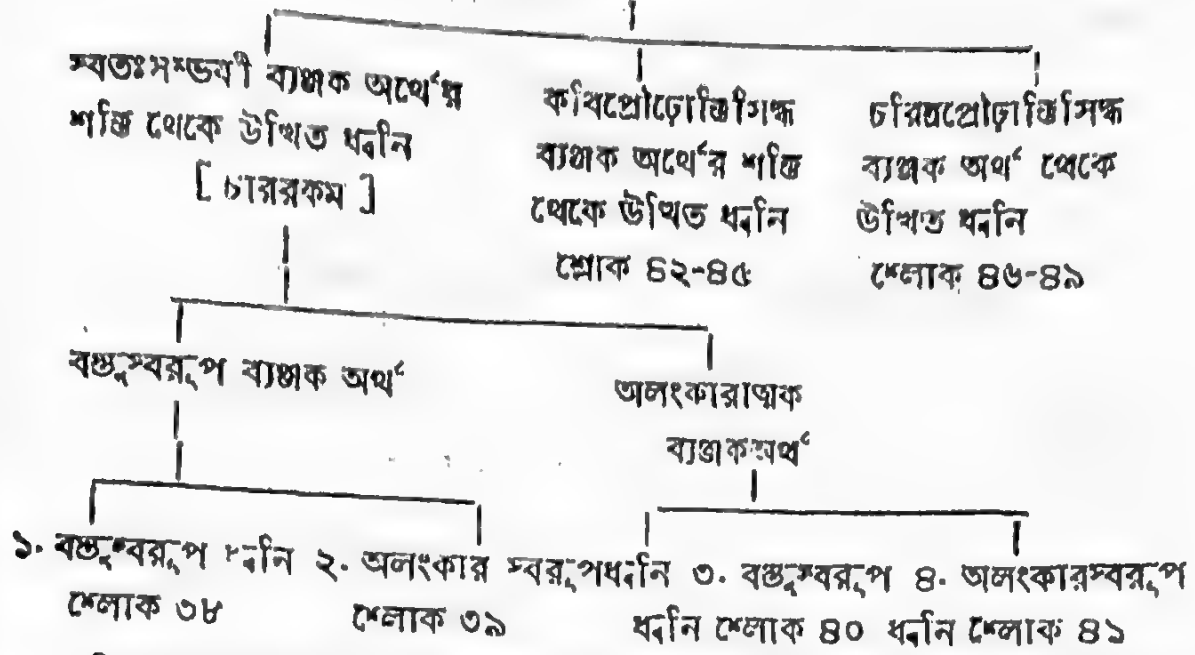 স্বতঃসম্ভবী ব্যঞ্জক অর্থের
শক্তি থেকে উত্থিত ধ্বনি
[ চাররকম ]
কবিপ্রৌঢ়োক্তিসিদ্ধ
ব্যঞ্জক অর্থের শক্তি
থেকে উত্থিত ধ্বনি
শ্লোক ৪২-৪৫
চরিত্রপ্রৌঢ়োক্তিসিদ্ধ
ব্যঞ্জক অর্থ থেকে
উত্থিত ধ্বনি
শ্লোক ৪৬-৪৯
বস্তুস্বরূপ ব্যঞ্জক অর্থ
অলংকারাত্মক
ব্যঞ্জকঅর্থ
১. বস্তুস্বরূপ ধ্বনি ২. অলংকার স্বরূপধ্বনি ৩. বস্তুস্বরূপ ৪. অলংকারস্বরূপ
শ্লোক ৩৮ শ্লোক ৩৯ ধ্বনি শ্লোক ৪০ ধ্বনি শ্লোক ৪১